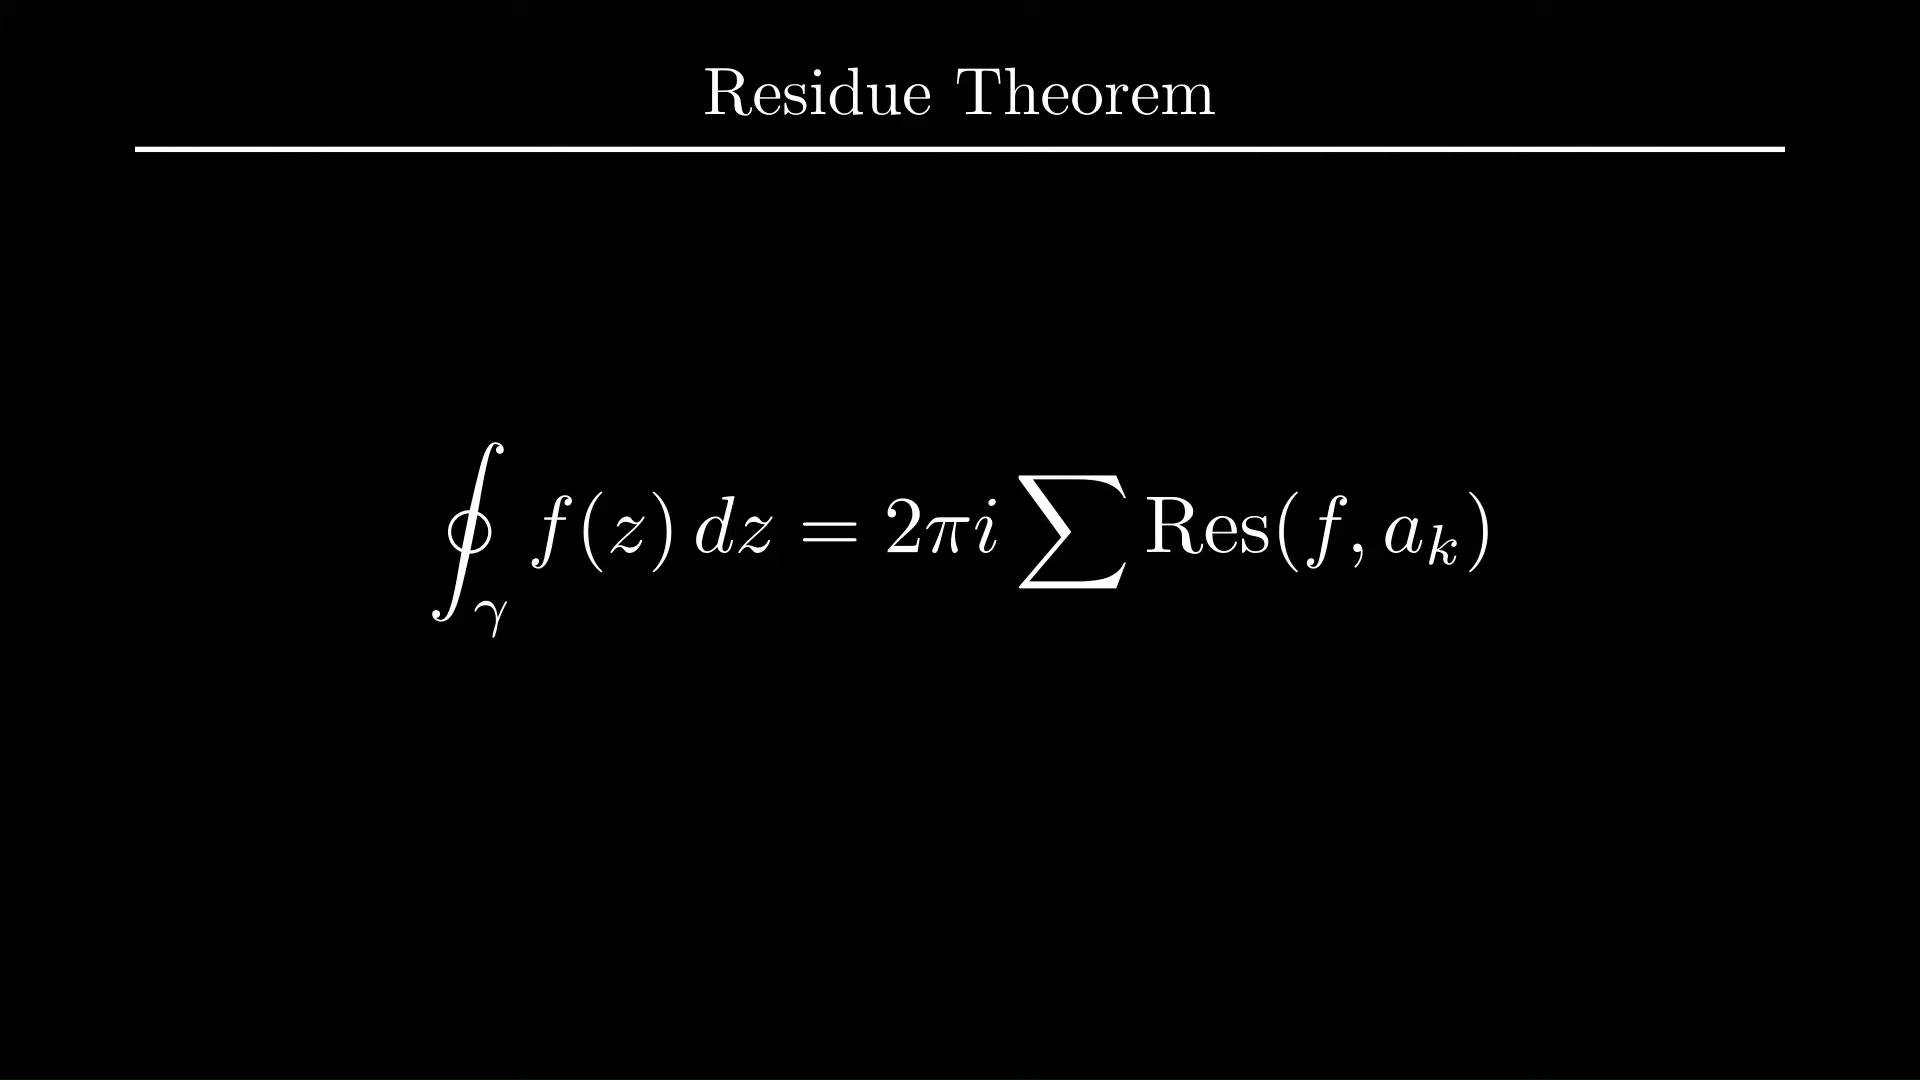 Residue Theorem
∮_γ f(z) dz = 2πi ∑ Res(f, a_k)